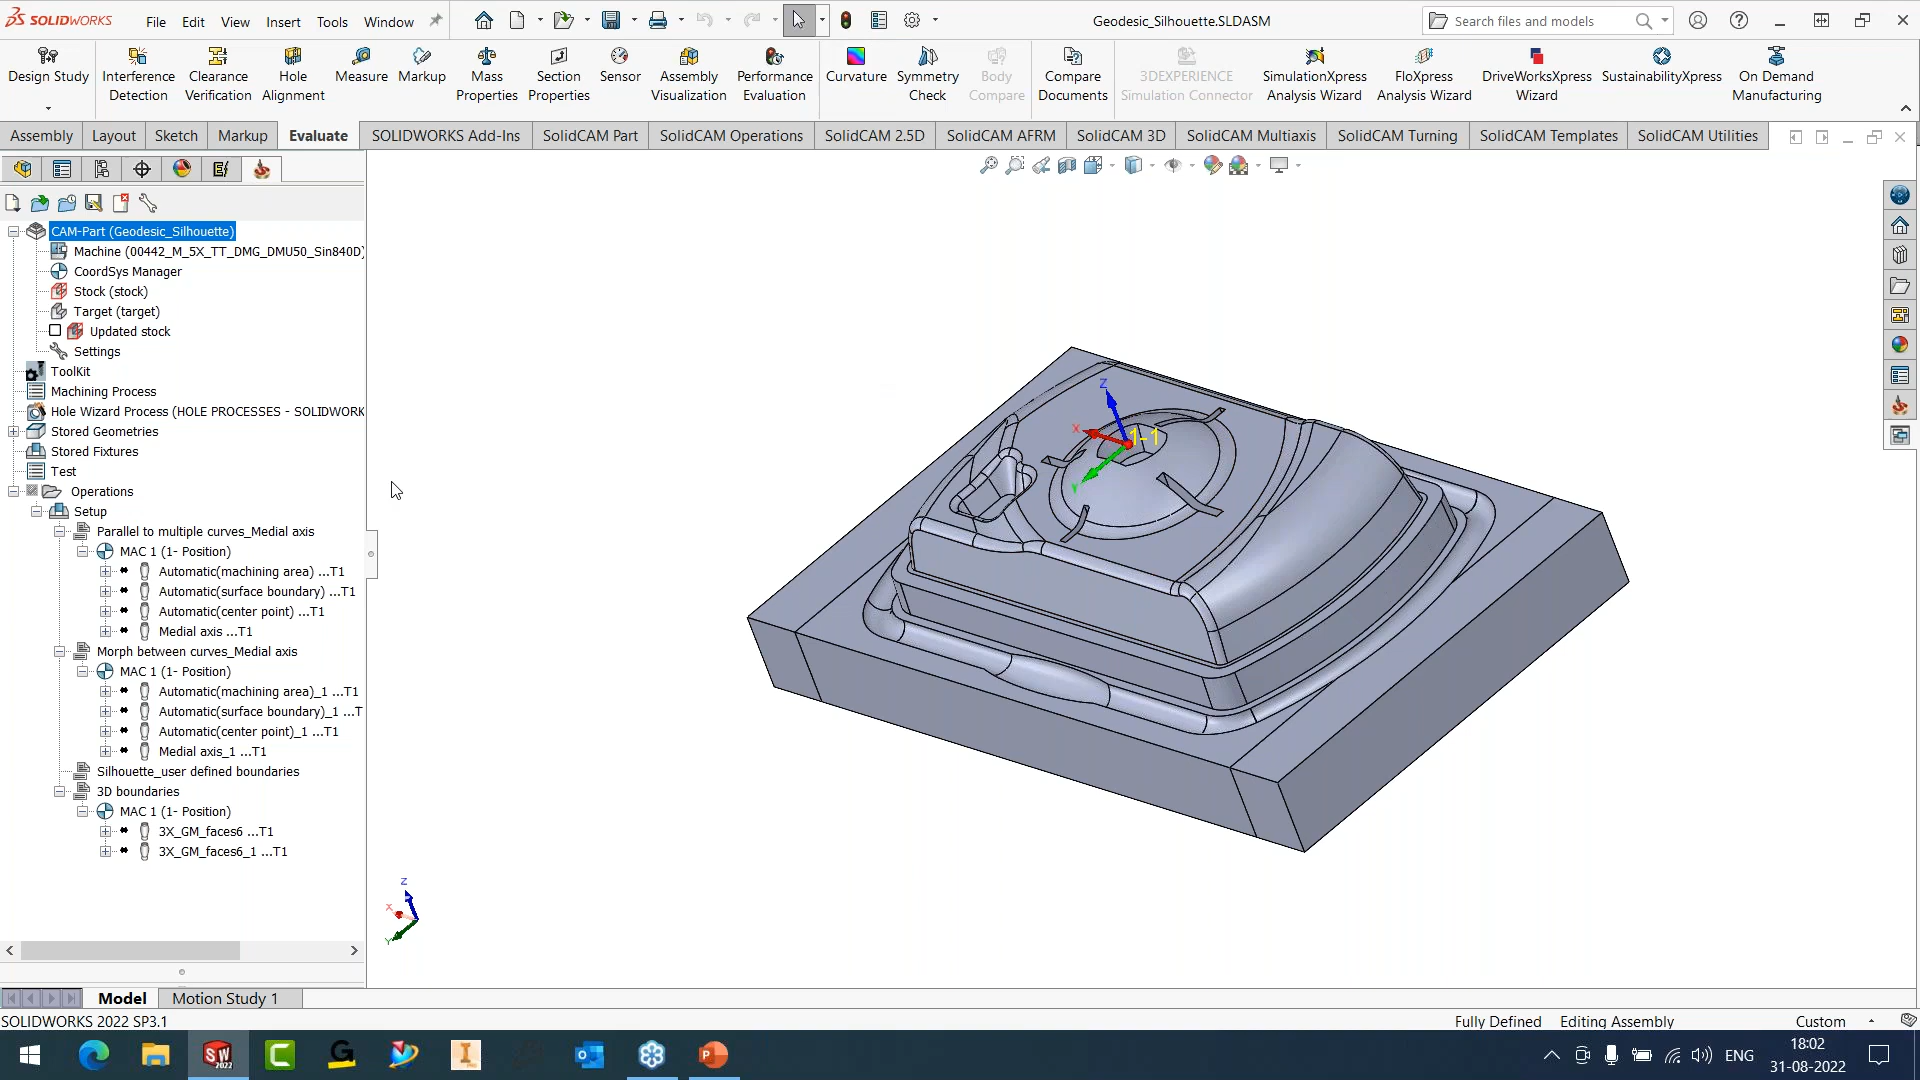 SOLIDWORKS File Edit View Insert Tools Window Geodesic_Silhouette.SLDASM Search files and models
Design Study
Interference Detection
Clearance Verification
Hole Alignment
Measure
Markup
Mass Properties
Section Properties
Sensor
Assembly Visualization
Performance Evaluation
Curvature
Symmetry Check
Body Compare
Compare Documents
3DEXPERIENCE Simulation Connector
SimulationXpress Analysis Wizard
FloXpress Analysis Wizard
DriveWorksXpress Wizard
SustainabilityXpress
On Demand Manufacturing
Assembly Layout Sketch Markup Evaluate SOLIDWORKS Add-Ins SolidCAM Part SolidCAM Operations SolidCAM 2.5D SolidCAM AFRM SolidCAM 3D SolidCAM Multiaxis SolidCAM Turning SolidCAM Templates SolidCAM Utilities
CAM-Part (Geodesic_Silhouette)
Machine (00442_M_5X_TT_DMG_DMU50_Sin840D)
CoordSys Manager
Stock (stock)
Target (target)
Updated stock
Settings
ToolKit
Machining Process
Hole Wizard Process (HOLE PROCESSES - SOLIDWORK
Stored Geometries
Stored Fixtures
Test
Operations
Setup
Parallel to multiple curves_Medial axis
MAC 1 (1- Position)
Automatic(machining area) ...T1
Automatic(surface boundary) ...T1
Automatic(center point) ...T1
Medial axis ...T1
Morph between curves_Medial axis
MAC 1 (1- Position)
Automatic(machining area)_1 ...T1
Automatic(surface boundary)_1 ...T
Automatic(center point)_1 ...T1
Medial axis_1 ...T1
Silhouette_user defined boundaries
3D boundaries
MAC 1 (1- Position)
3X_GM_faces6 ...T1
3X_GM_faces6_1 ...T1
Z
X
1-1
Y
Z
X
Y
Model Motion Study 1
SOLIDWORKS 2022 SP3.1 Fully Defined Editing Assembly Custom
ENG
18:02
31-08-2022